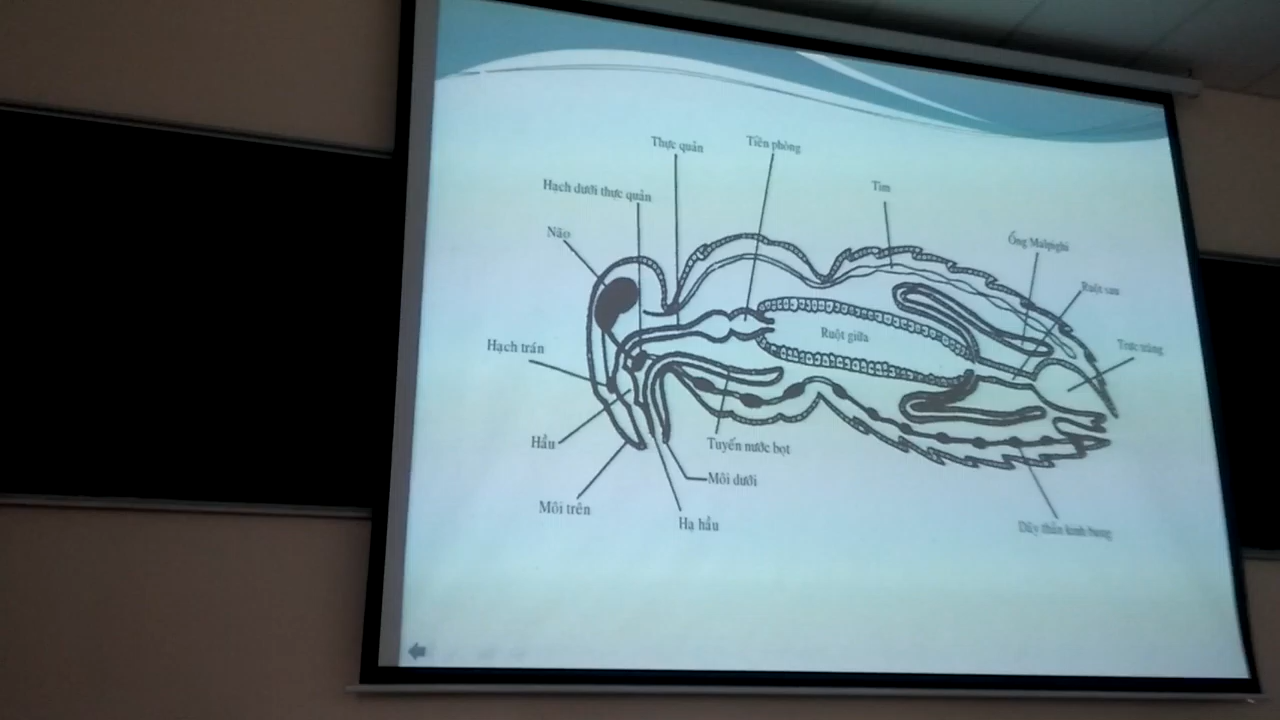 Thực quản
Tiền phòng
Hạch dưới thực quản
Tim
Não
Ống Malpighi
Ruột sau
Ruột giữa
Hạch trán
Trực tràng
Hầu
Tuyến nước bọt
Môi dưới
Môi trên
Hạ hầu
Dây thần kinh bụng